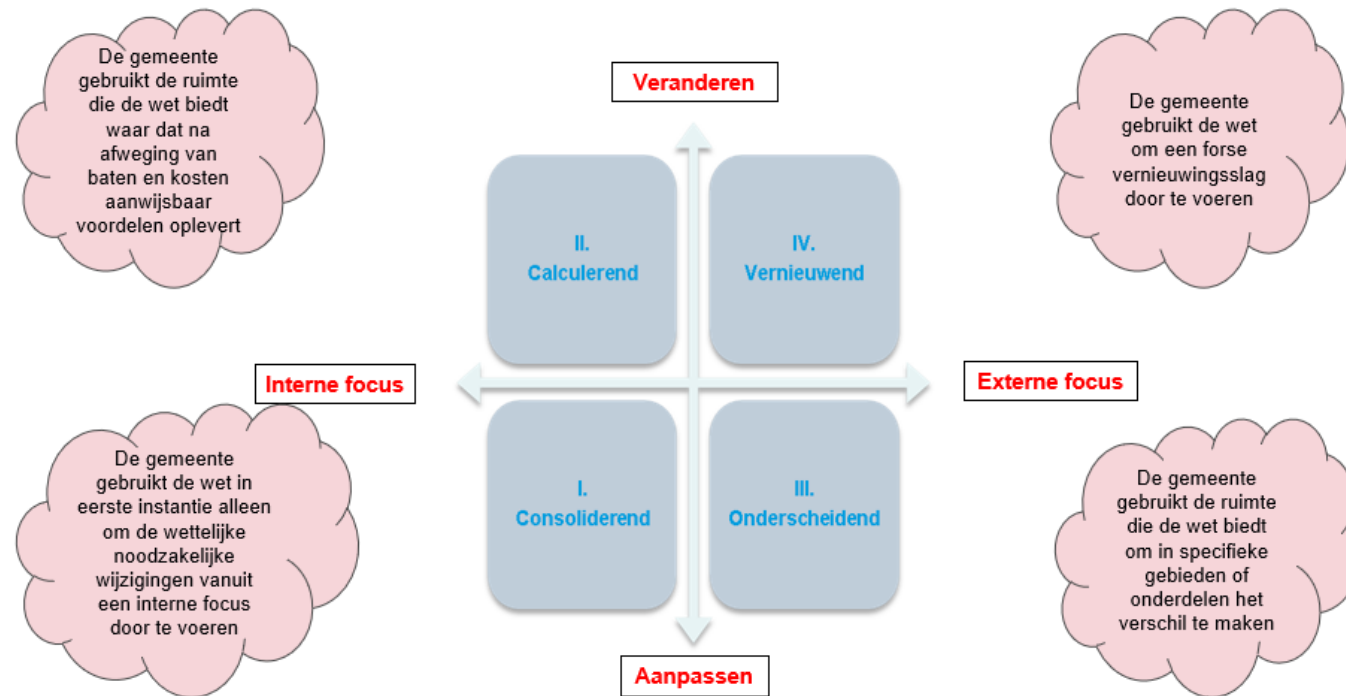 De gemeente
gebruikt de ruimte
die de wet biedt
waar dat na
afweging van
baten en kosten
aanwijsbaar
voordelen oplevert
Veranderen
De gemeente
gebruikt de wet
om een forse
vernieuwingsslag
door te voeren
II.
Calculerend
IV.
Vernieuwend
Interne focus
Externe focus
De gemeente
gebruikt de wet in
eerste instantie alleen
om de wettelijke
noodzakelijke
wijzigingen vanuit
een interne focus
door te voeren
I.
Consoliderend
III.
Onderscheidend
De gemeente
gebruikt de ruimte
die de wet biedt
om in specifieke
gebieden of
onderdelen het
verschil te maken
Aanpassen